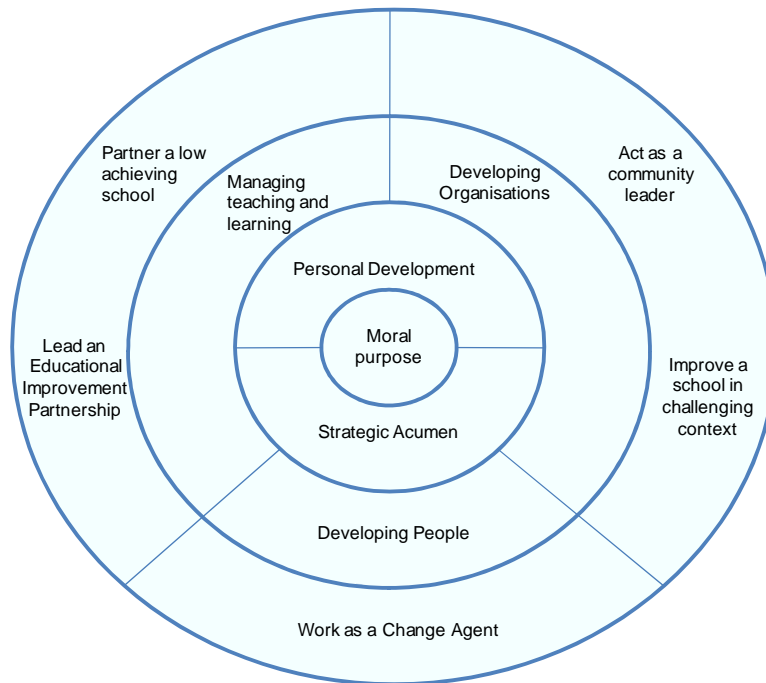 Partner a low
achieving
school
Act as a
community
leader
Managing
teaching and
learning
Developing
Organisations
Personal Development
Moral
purpose
Lead an
Educational
Improvement
Partnership
Improve a
school in
challenging
context
Strategic Acumen
Developing People
Work as a Change Agent